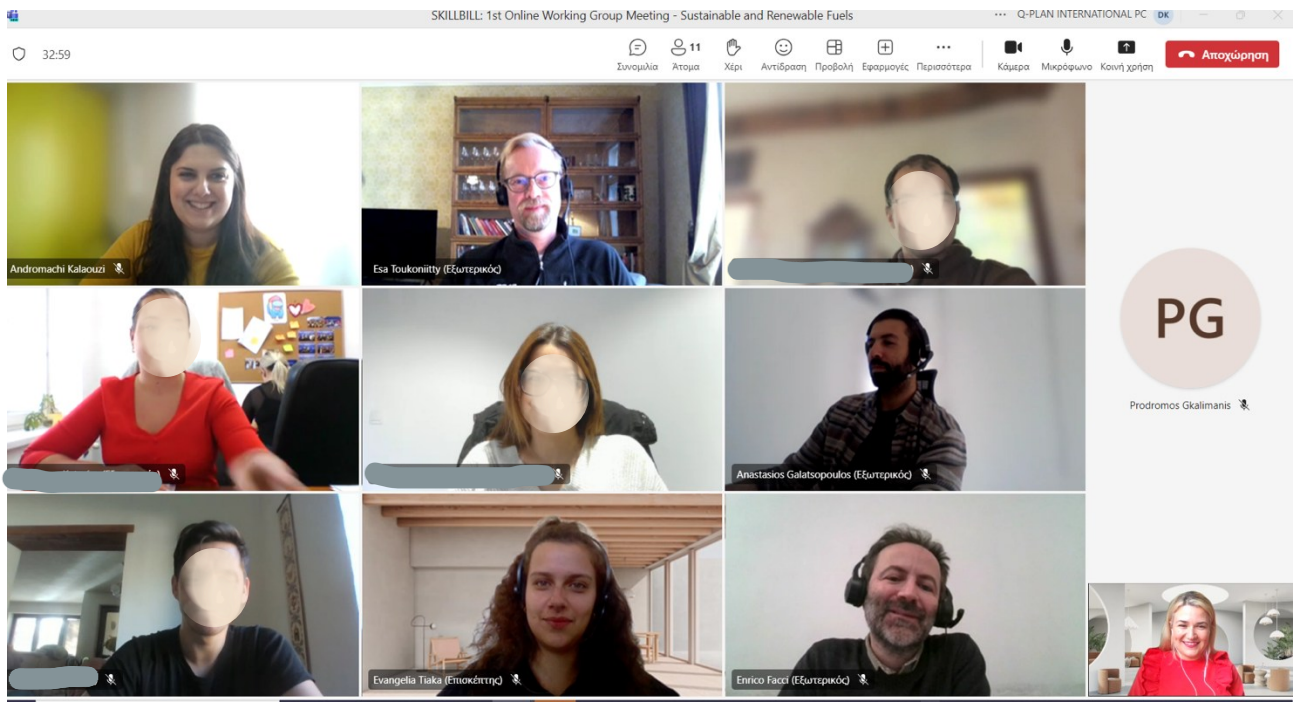 SKILLBILL: 1st Online Working Group Meeting - Sustainable and Renewable Fuels
••• Q-PLAN INTERNATIONAL PC DK
32:59
11
Συνομιλία Άτομα Χέρι Αντίδραση Προβολή Εφαρμογές Περισσότερα Κάμερα Μικρόφωνο Κοινή χρήση Αποχώρηση
Andromachi Kalaouzi
Esa Toukoniitty (Εξωτερικός)
PG
Prodromos Gkalimanis
Anastasios Galatsopoulos (Εξωτερικός)
Evangelia Tiaka (Επισκέπτης)
Enrico Facci (Εξωτερικός)